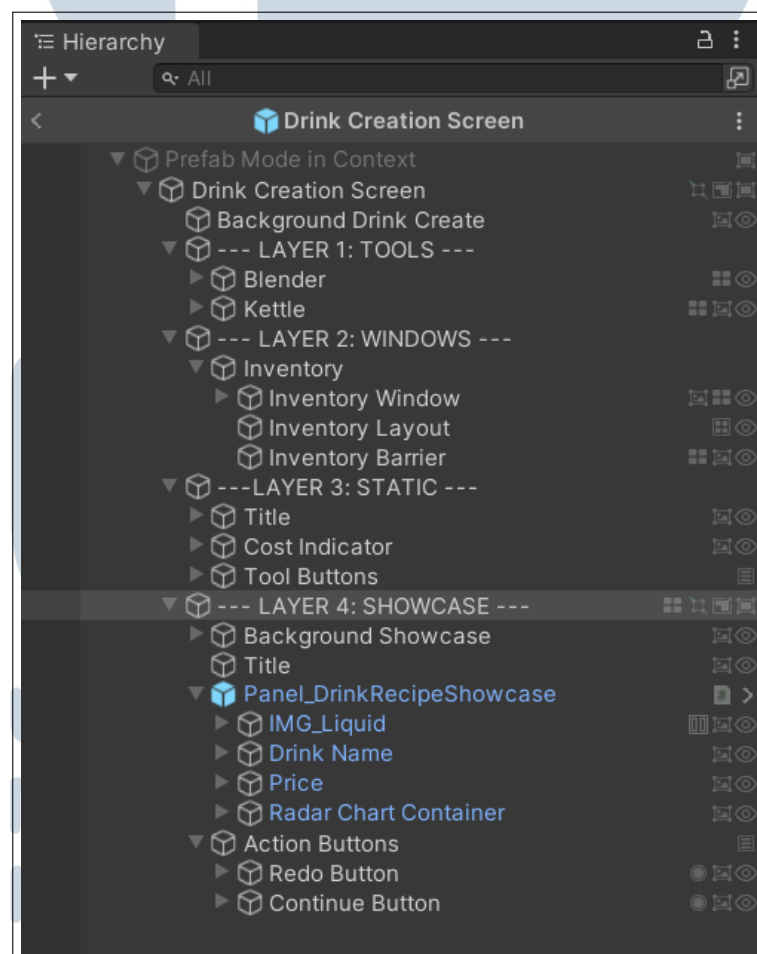 Hierarchy
All
Drink Creation Screen
Prefab Mode in Context
Drink Creation Screen
Background Drink Create
--- LAYER 1: TOOLS ---
Blender
Kettle
--- LAYER 2: WINDOWS ---
Inventory
Inventory Window
Inventory Layout
Inventory Barrier
---LAYER 3: STATIC ---
Title
Cost Indicator
Tool Buttons
--- LAYER 4: SHOWCASE ---
Background Showcase
Title
Panel_DrinkRecipeShowcase
IMG_Liquid
Drink Name
Price
Radar Chart Container
Action Buttons
Redo Button
Continue Button